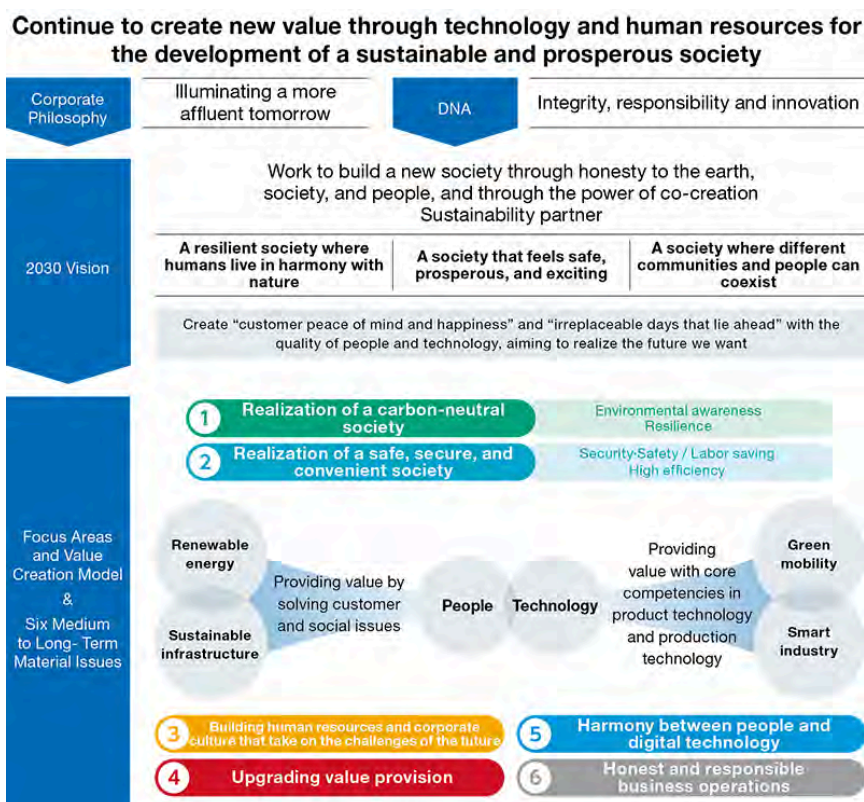 Continue to create new value through technology and human resources for
the development of a sustainable and prosperous society
Corporate
Philosophy
Illuminating a more
affluent tomorrow
DNA
Integrity, responsibility and innovation
2030 Vision
Work to build a new society through honesty to the earth,
society, and people, and through the power of co-creation
Sustainability partner
A resilient society where
humans live in harmony with
nature
A society that feels safe,
prosperous, and exciting
A society where different
communities and people can
coexist
Create “customer peace of mind and happiness” and “irreplaceable days that lie ahead” with the
quality of people and technology, aiming to realize the future we want
Focus Areas
and Value
Creation Model
&
Six Medium
to Long- Term
Material Issues
1
Realization of a carbon-neutral
society
Environmental awareness
Resilience
2
Realization of a safe, secure, and
convenient society
Security-Safety / Labor saving
High efficiency
Renewable
energy
Sustainable
infrastructure
Providing value by
solving customer
and social issues
People
Technology
Providing
value with core
competencies in
product technology
and production
technology
Green
mobility
Smart
industry
3
Building human resources and corporate
culture that take on the challenges of the future
4
Upgrading value provision
5
Harmony between people and
digital technology
6
Honest and responsible
business operations